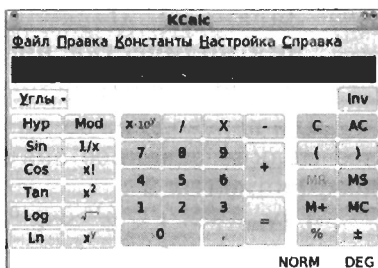 KCalc
Файл Правка Константы Настройка Справка
Углы Inv
Hyp Mod x·10^y / X - C AC
Sin 1/x 7 8 9 + ( )
Cos x! 4 5 6 MR MS
Tan x² 1 2 3 = M+ MC
Log √ 0 , % ±
Ln x^y
NORM DEG